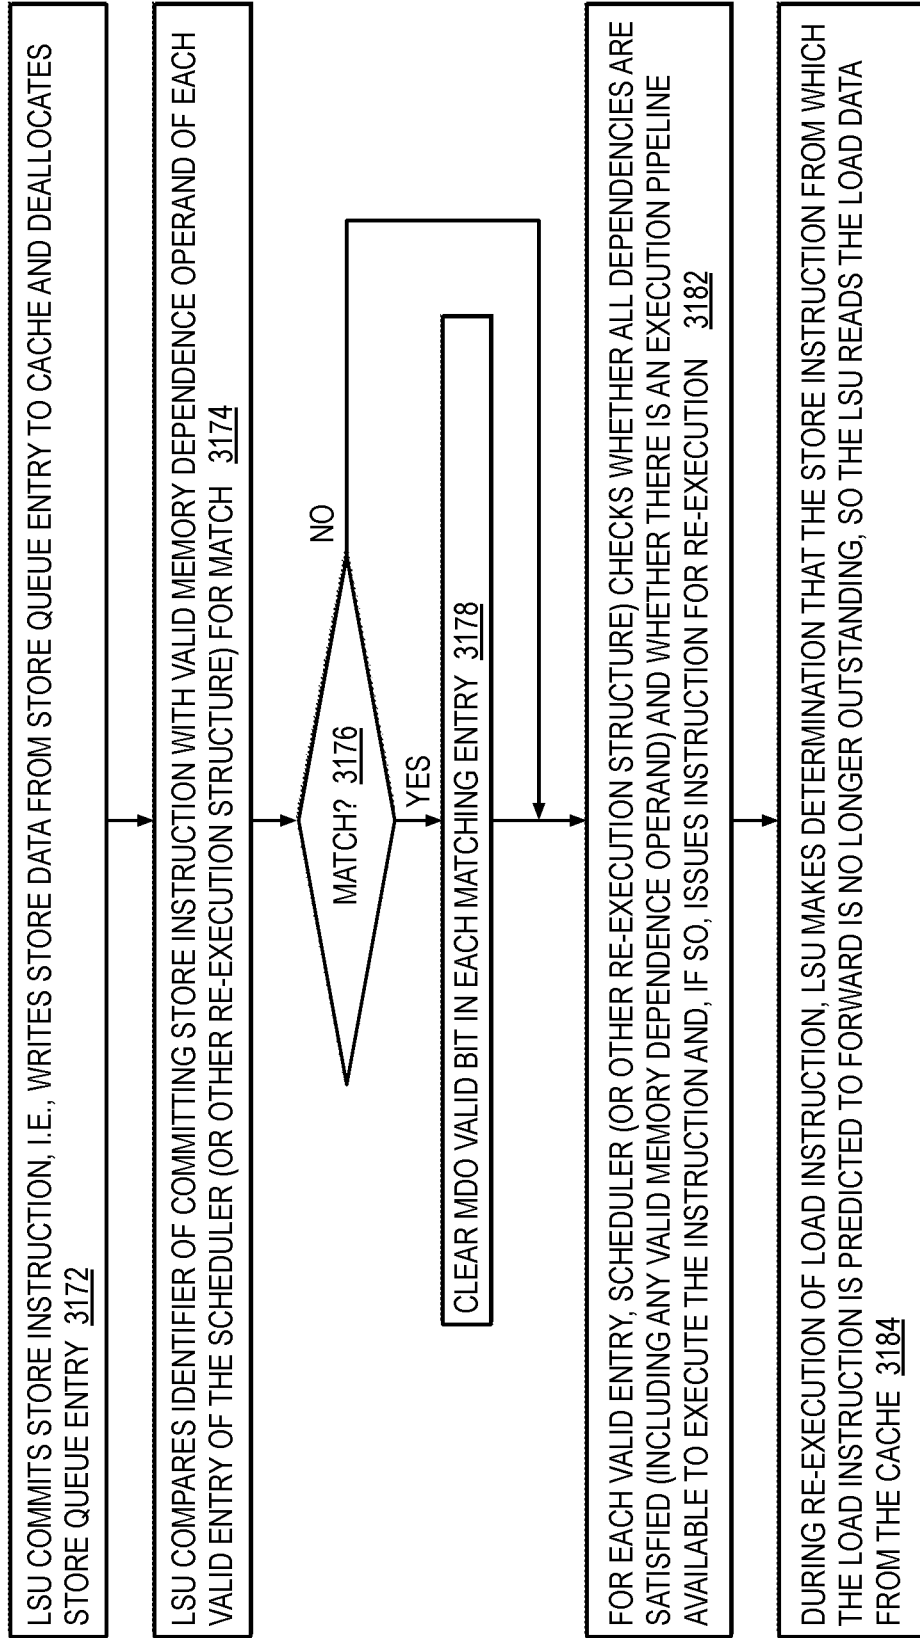 LSU COMMITS STORE INSTRUCTION, I.E., WRITES STORE DATA FROM STORE QUEUE ENTRY TO CACHE AND DEALLOCATES
STORE QUEUE ENTRY 3172
LSU COMPARES IDENTIFIER OF COMMITTING STORE INSTRUCTION WITH VALID MEMORY DEPENDENCE OPERAND OF EACH
VALID ENTRY OF THE SCHEDULER (OR OTHER RE-EXECUTION STRUCTURE) FOR MATCH 3174
MATCH? 3176
NO
YES
CLEAR MDO VALID BIT IN EACH MATCHING ENTRY 3178
FOR EACH VALID ENTRY, SCHEDULER (OR OTHER RE-EXECUTION STRUCTURE) CHECKS WHETHER ALL DEPENDENCIES ARE
SATISFIED (INCLUDING ANY VALID MEMORY DEPENDENCE OPERAND) AND WHETHER THERE IS AN EXECUTION PIPELINE
AVAILABLE TO EXECUTE THE INSTRUCTION AND, IF SO, ISSUES INSTRUCTION FOR RE-EXECUTION 3182
DURING RE-EXECUTION OF LOAD INSTRUCTION, LSU MAKES DETERMINATION THAT THE STORE INSTRUCTION FROM WHICH
THE LOAD INSTRUCTION IS PREDICTED TO FORWARD IS NO LONGER OUTSTANDING, SO THE LSU READS THE LOAD DATA
FROM THE CACHE 3184